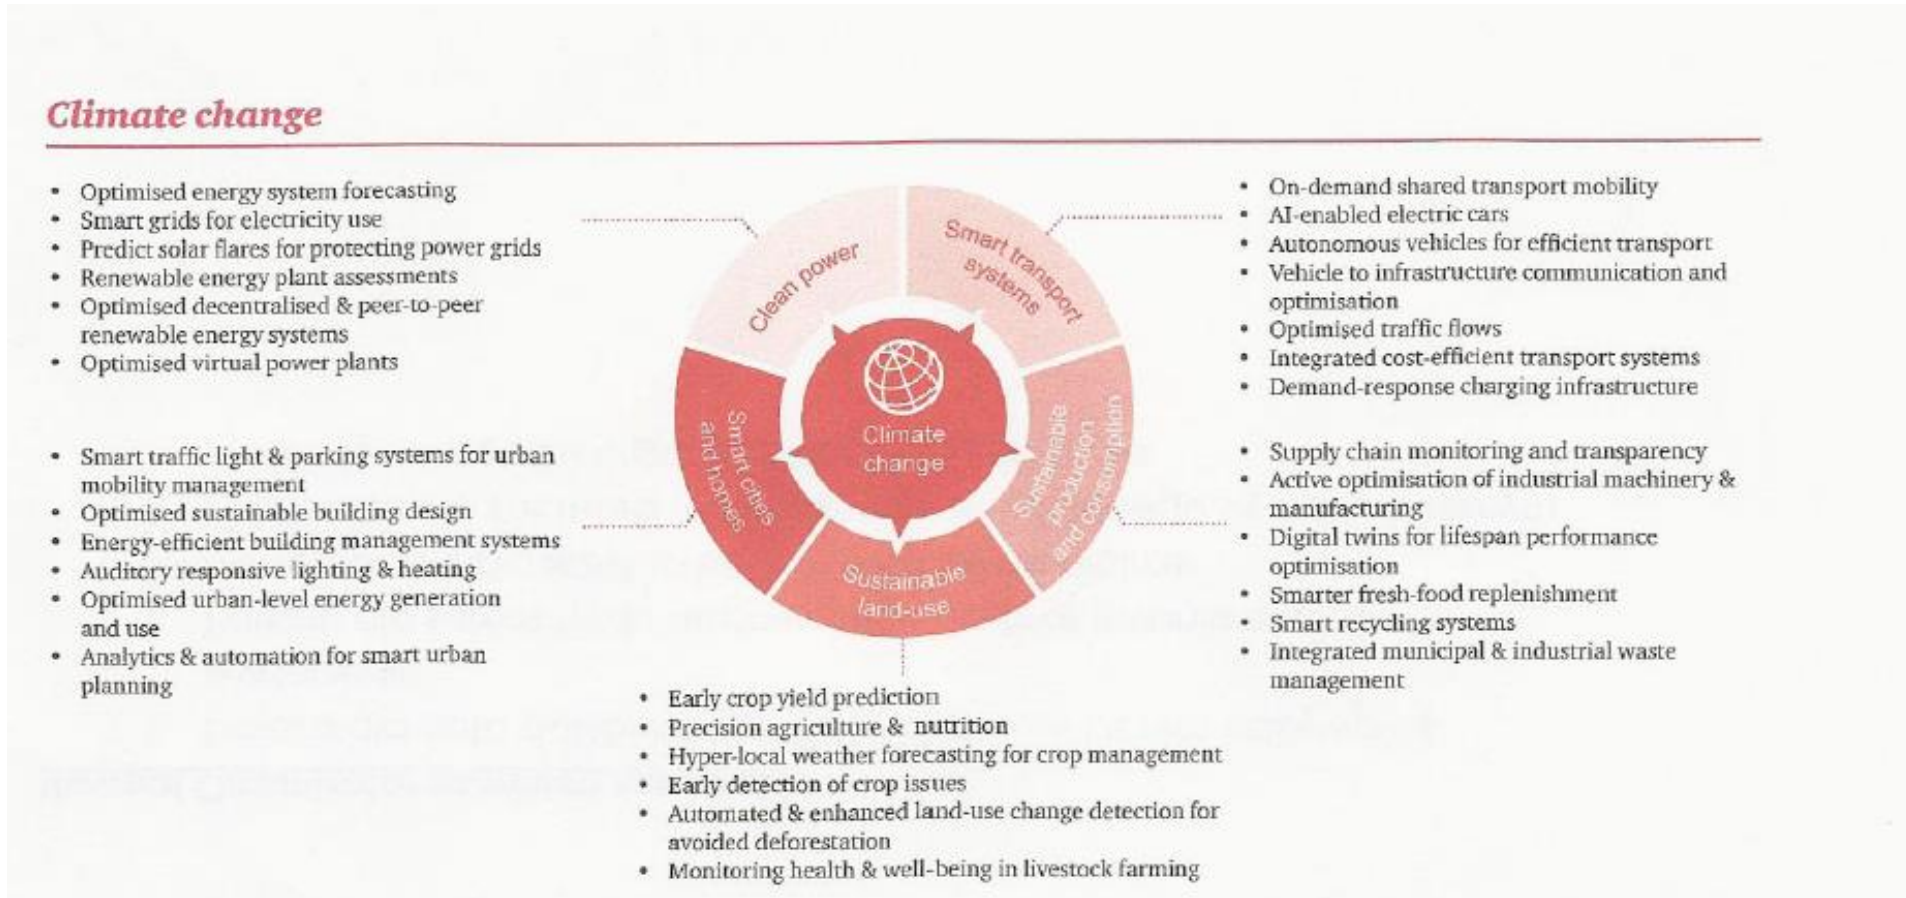 Climate change
• Optimised energy system forecasting
• Smart grids for electricity use
• Predict solar flares for protecting power grids
• Renewable energy plant assessments
• Optimised decentralised & peer-to-peer
renewable energy systems
• Optimised virtual power plants
• Smart traffic light & parking systems for urban
mobility management
• Optimised sustainable building design
• Energy-efficient building management systems
• Auditory responsive lighting & heating
• Optimised urban-level energy generation
and use
• Analytics & automation for smart urban
planning
Clean power
Smart transport
systems
Smart cities
and homes
Climate
change
Sustainable
production
and consumption
Sustainable
land-use
• On-demand shared transport mobility
• AI-enabled electric cars
• Autonomous vehicles for efficient transport
• Vehicle to infrastructure communication and
optimisation
• Optimised traffic flows
• Integrated cost-efficient transport systems
• Demand-response charging infrastructure
• Supply chain monitoring and transparency
• Active optimisation of industrial machinery &
manufacturing
• Digital twins for lifespan performance
optimisation
• Smarter fresh-food replenishment
• Smart recycling systems
• Integrated municipal & industrial waste
management
• Early crop yield prediction
• Precision agriculture & nutrition
• Hyper-local weather forecasting for crop management
• Early detection of crop issues
• Automated & enhanced land-use change detection for
avoided deforestation
• Monitoring health & well-being in livestock farming